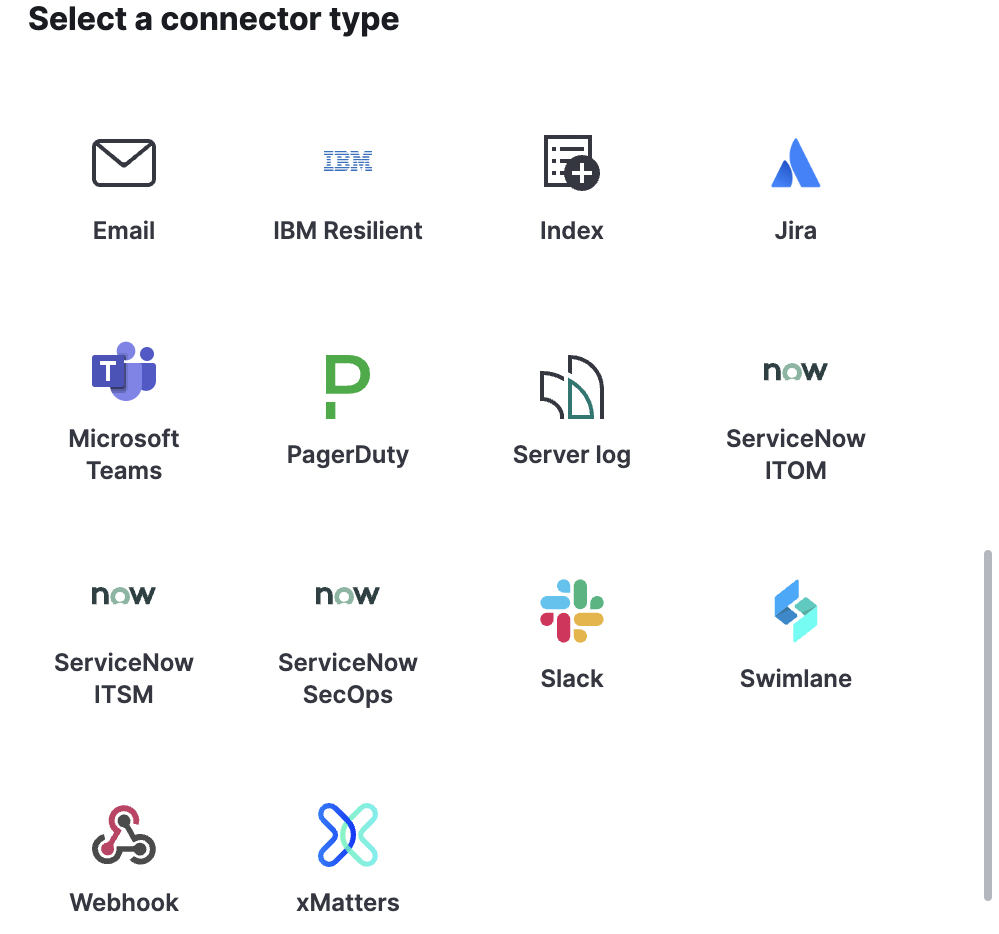 Select a connector type
IBM
Email
IBM Resilient
Index
Jira
T
P
now
Microsoft
Teams
PagerDuty
Server log
ServiceNow
ITOM
now
now
ServiceNow
ITSM
ServiceNow
SecOps
Slack
Swimlane
Webhook
xMatters